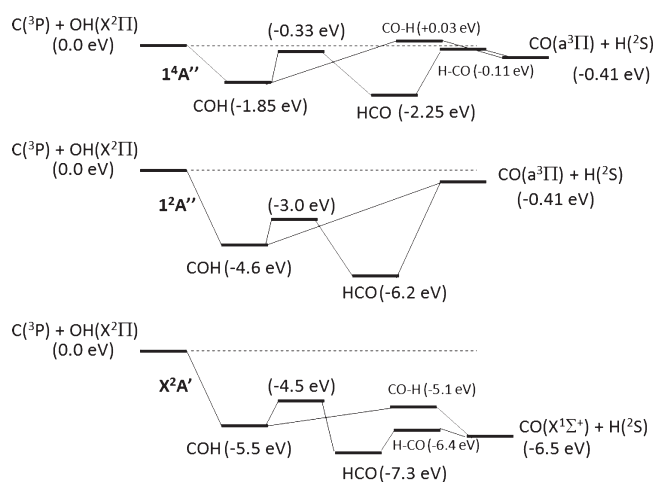 C(³P) + OH(X²Π)
(0.0 eV)
(-0.33)
CO-H (+0.03 eV)
CO(a³Π) + H(²S)
1⁴A’’
H-CO (-0.11 eV)
(-0.41 eV)
COH (-1.85 eV)
HCO (-2.25 eV)
C(³P) + OH(X²Π)
(0.0 eV)
CO(a³Π) + H(²S)
1²A’’
(-3.0 eV)
(-0.41 eV)
COH (-4.6 eV)
HCO(-6.2 eV)
C(³P) + OH(X²Π)
(0.0 eV)
X²A’
(-4.5 eV)
CO-H (-5.1 eV)
CO(X¹Σ⁺) + H(²S)
COH (-5.5 eV)
H-CO (-6.4 eV)
(-6.5 eV)
HCO(-7.3 eV)